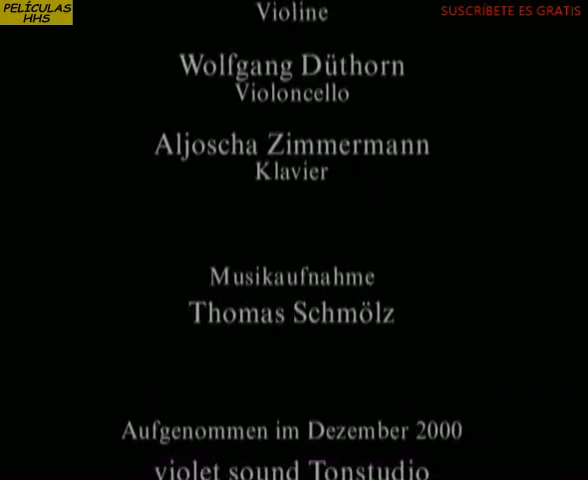 PELÍCULAS
HHS
SUSCRÍBETE ES GRATIS
Violine
Wolfgang Düthorn
Violoncello
Aljoscha Zimmermann
Klavier
Musikaufnahme
Thomas Schmölz
Aufgenommen im Dezember 2000
violet sound Tonstudio